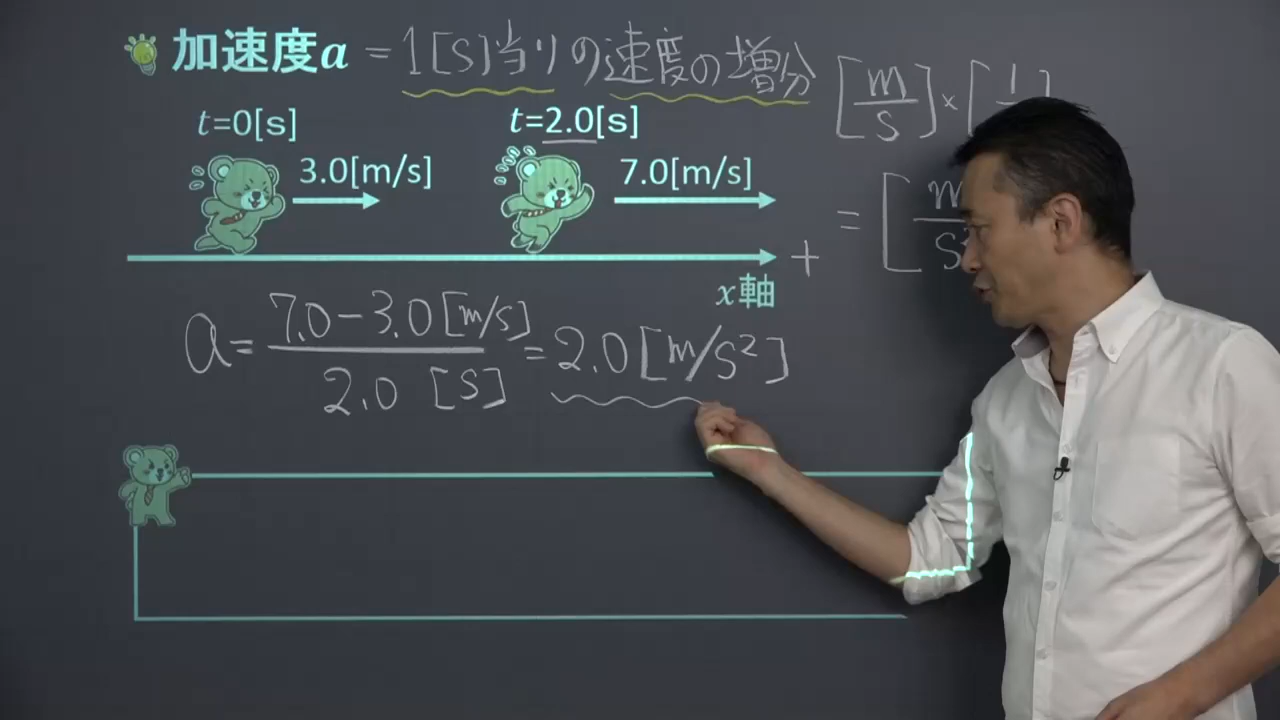 加速度a = 1[s]当りの速度の増分
[m/s]×[1
= [m
s
t=0[s]
t=2.0[s]
3.0[m/s]
7.0[m/s]
+
x軸
a = 7.0-3.0[m/s] / 2.0 [s] = 2.0[m/s²]